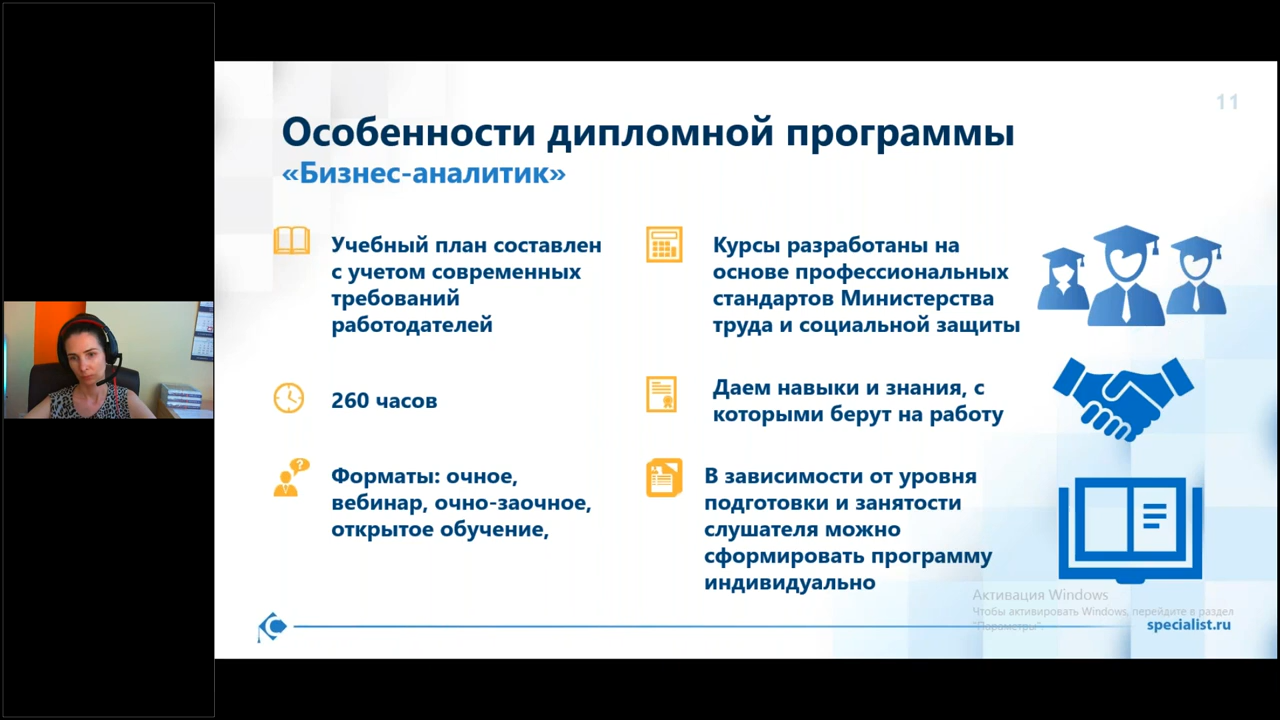 11
Особенности дипломной программы
«Бизнес-аналитик»
Учебный план составлен
с учетом современных
требований
работодателей
Курсы разработаны на
основе профессиональных
стандартов Министерства
труда и социальной защиты
260 часов
Даем навыки и знания, с
которыми берут на работу
Форматы: очное,
вебинар, очно-заочное,
открытое обучение,
В зависимости от уровня
подготовки и занятости
слушателя можно
сформировать программу
индивидуально
Активация Windows
Чтобы активировать Windows, перейдите в раздел
"Параметры".
specialist.ru